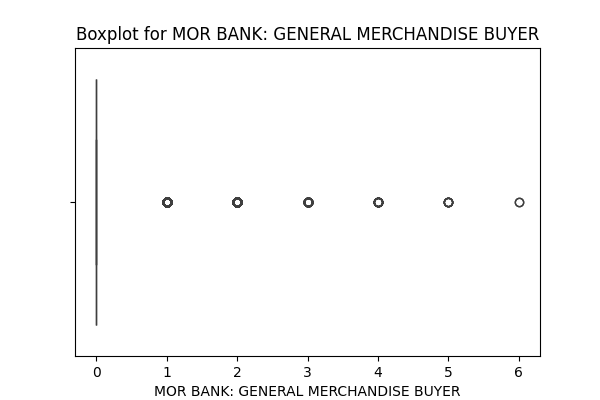 Boxplot for MOR BANK: GENERAL MERCHANDISE BUYER
0 1 2 3 4 5 6
MOR BANK: GENERAL MERCHANDISE BUYER